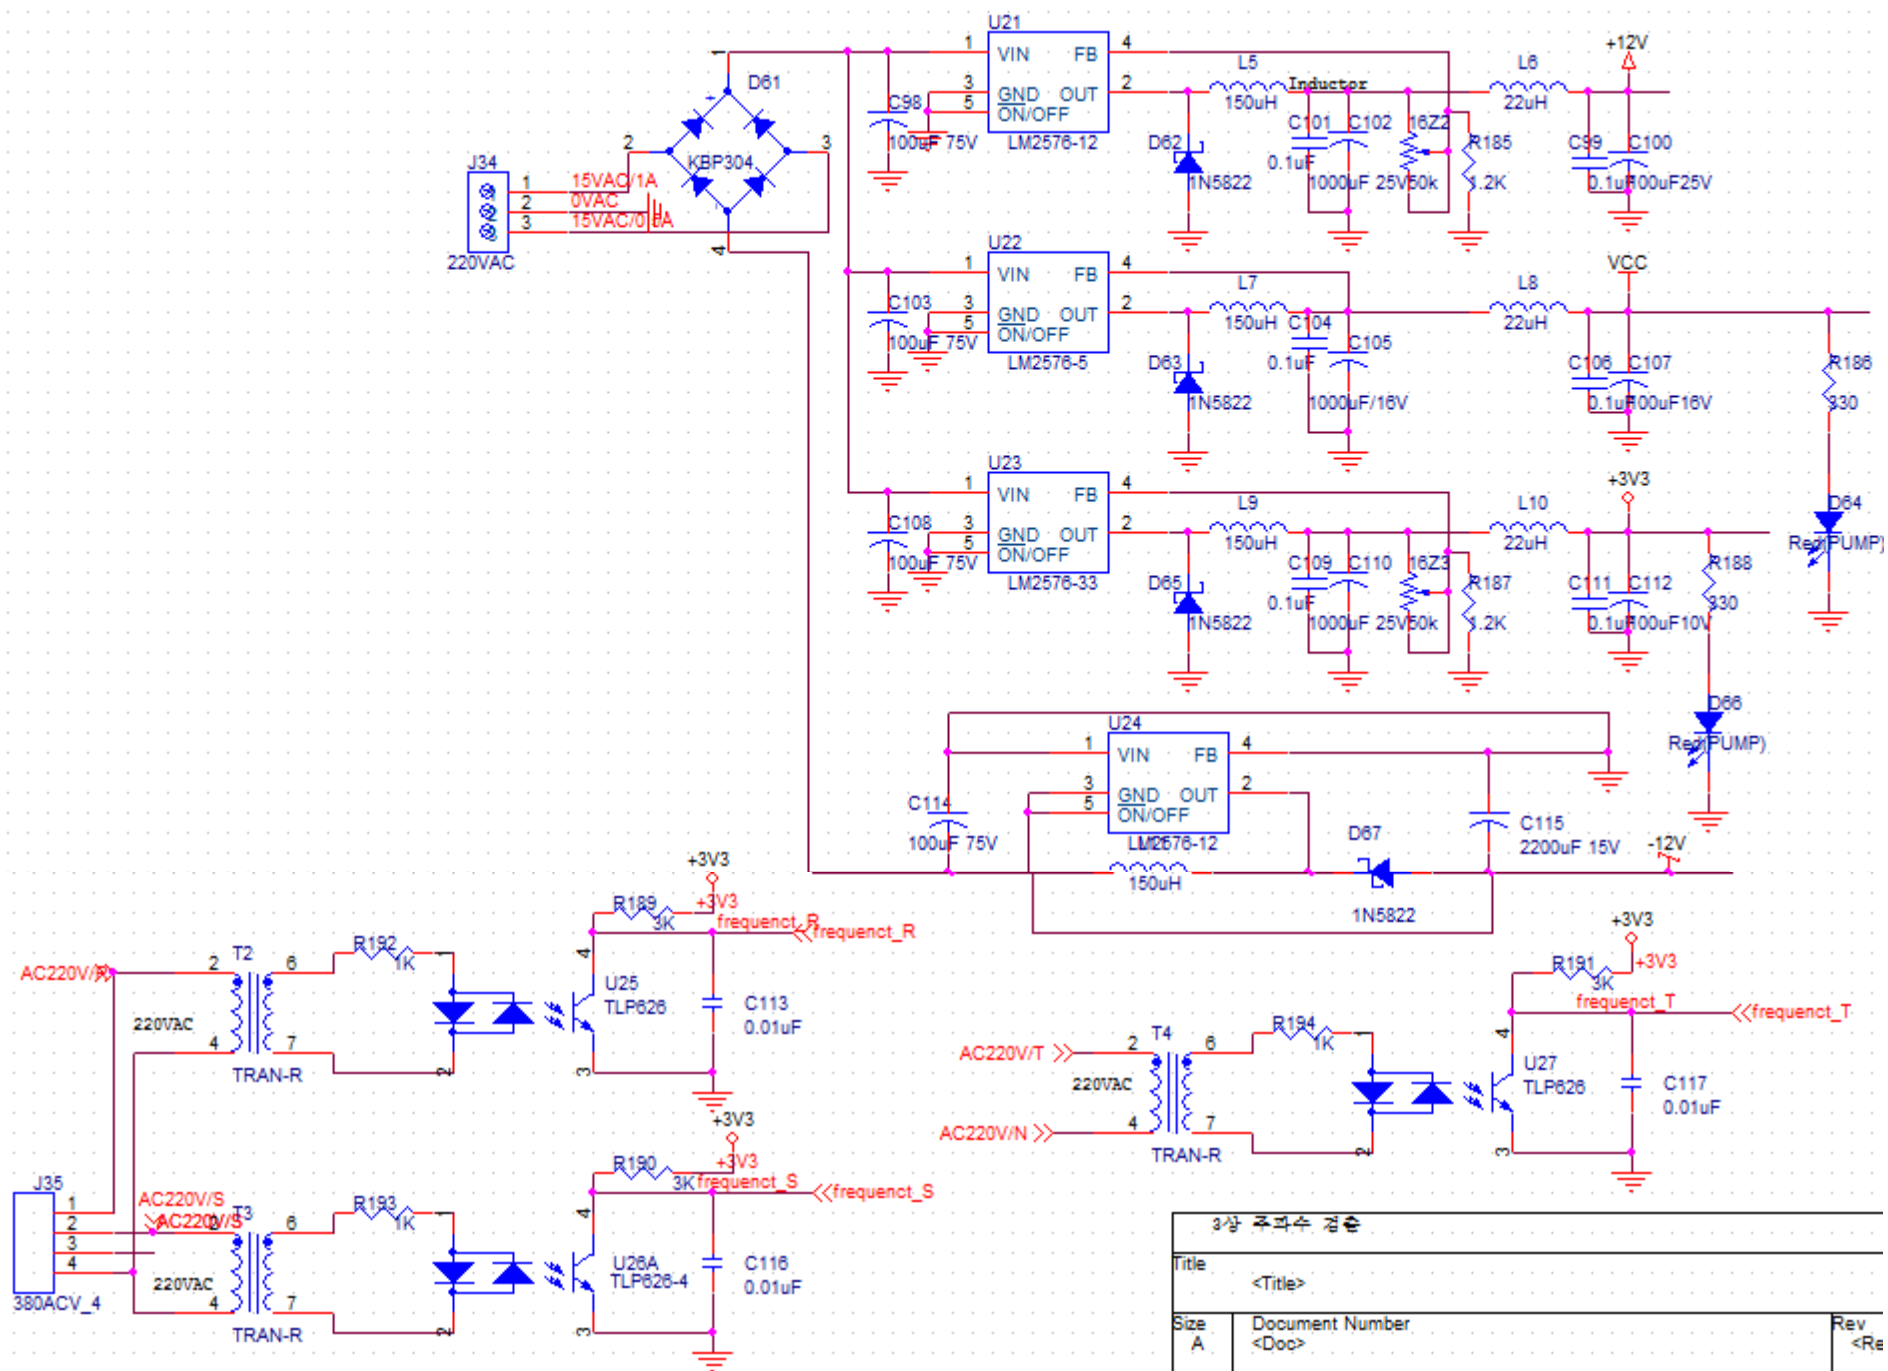 U21
1 VIN FB 4
3 GND OUT 2
5 ON/OFF
LM2576-12
D61
KBP304
1
2
3
4
J34
1 15VAC/1A
2 0VAC
3
220VAC
C98
100uF 75V
L5
150uH
Inductor
D62
1N5822
C101
0.1uF
C102
1000uF 25V
16Z2
50k
R185
1.2K
L6
22uH
+12V
C99
0.1uF
C100
100uF25V
U22
1 VIN FB 4
3 GND OUT 2
5 ON/OFF
LM2576-5
C103
100uF 75V
L7
150uH
D63
1N5822
C104
0.1uF
C105
1000uF/16V
L8
22uH
VCC
C106
0.1uF
C107
100uF16V
R186
330
D64
Red(PUMP)
U23
1 VIN FB 4
3 GND OUT 2
5 ON/OFF
LM2576-33
C108
100uF 75V
L9
150uH
D65
1N5822
C109
0.1uF
C110
1000uF 25V
16Z3
50k
R187
1.2K
L10
22uH
+3V3
C111
0.1uF
C112
100uF10V
R188
330
D66
Red(PUMP)
U24
1 VIN FB 4
3 GND OUT 2
5 ON/OFF
LM2576-12
C114
100uF 75V
150uH
D67
1N5822
C115
2200uF 15V
-12V
+3V3
R189
3K
+3V3
frequenct_R
frequenct_R
AC220V/R
T2
2
4
6
7
220VAC
TRAN-R
R192
1K
1
2
4
3
U25
TLP626
C113
0.01uF
+3V3
R190
3K
+3V3
frequenct_S
frequenct_S
J35
1
2
3
4
380ACV_4
AC220V/S
AC220V/S
T3
2
4
6
7
220VAC
TRAN-R
R193
1K
1
2
4
3
U26A
TLP626-4
C116
0.01uF
+3V3
R191
3K
+3V3
frequenct_T
frequenct_T
AC220V/T
AC220V/N
T4
2
4
6
7
220VAC
TRAN-R
R194
1K
1
2
4
3
U27
TLP626
C117
0.01uF
3상 주파수 검출
Title
<Title>
Size
A
Document Number
<Doc>
Rev
<Re